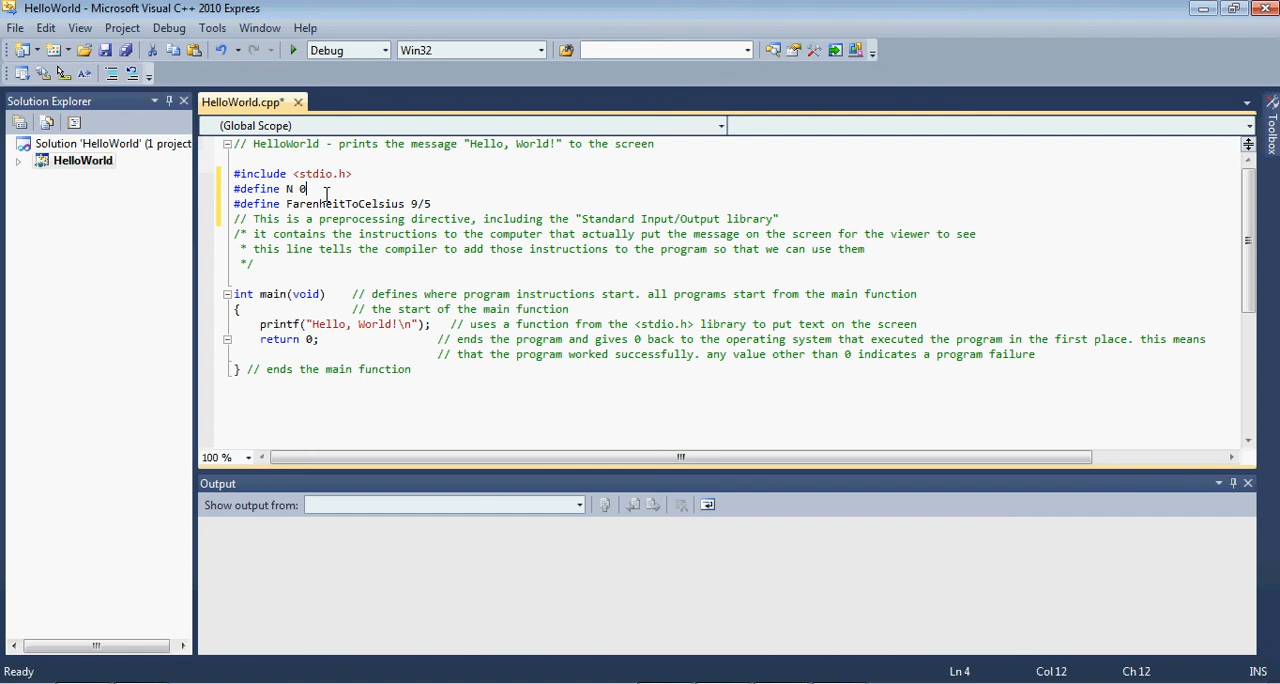 HelloWorld - Microsoft Visual C++ 2010 Express
File Edit View Project Debug Tools Window Help
Debug Win32
Solution Explorer
HelloWorld.cpp*
(Global Scope)
Solution 'HelloWorld' (1 project
HelloWorld
// HelloWorld - prints the message "Hello, World!" to the screen
#include <stdio.h>
#define N 0
#define FarenheitToCelsius 9/5
// This is a preprocessing directive, including the "Standard Input/Output library"
/* it contains the instructions to the computer that actually put the message on the screen for the viewer to see
* this line tells the compiler to add those instructions to the program so that we can use them
*/
int main(void) // defines where program instructions start. all programs start from the main function
{ // the start of the main function
printf("Hello, World!\n"); // uses a function from the <stdio.h> library to put text on the screen
return 0; // ends the program and gives 0 back to the operating system that executed the program in the first place. this means
// that the program worked successfully. any value other than 0 indicates a program failure
} // ends the main function
100 %
Toolbox
Output
Show output from:
Ready Ln 4 Col 12 Ch 12 INS